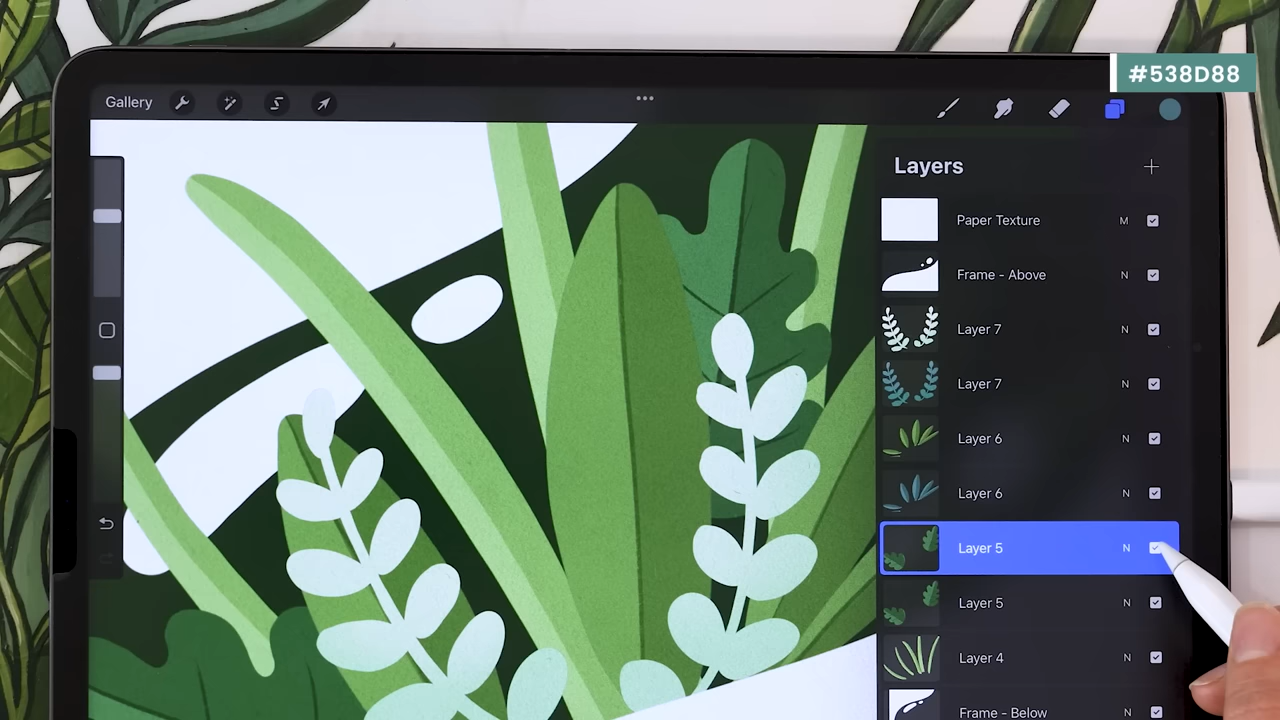 #538D88
Gallery
Layers
Paper Texture M
Frame - Above N
Layer 7 N
Layer 7 N
Layer 6 N
Layer 6 N
Layer 5 N
Layer 5 N
Layer 4 N
Frame - Below N